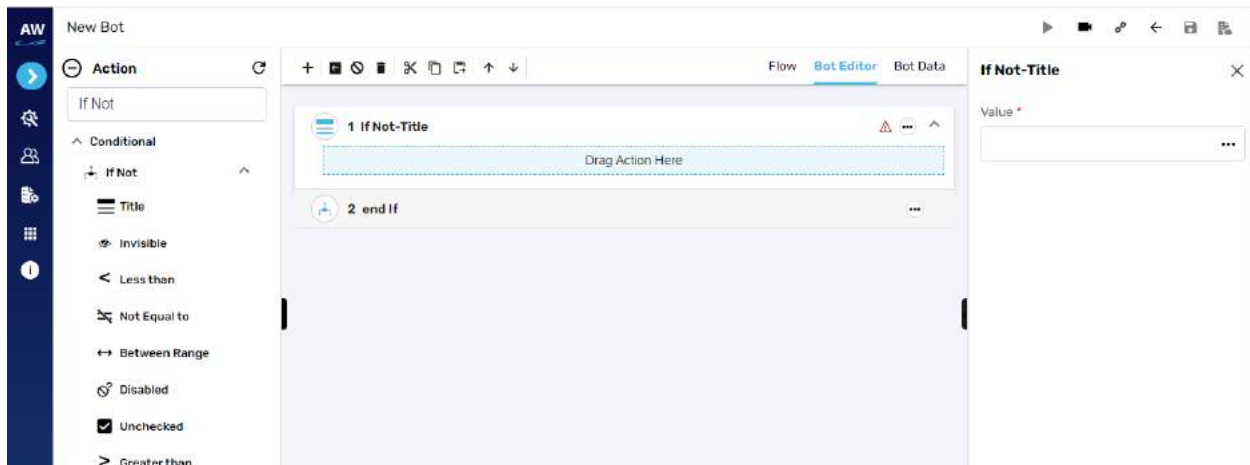 AW
New Bot
Action
If Not
Conditional
If Not
Title
Invisible
Less than
Not Equal to
Between Range
Disabled
Unchecked
Greater than
Flow
Bot Editor
Bot Data
1 If Not-Title
Drag Action Here
2 end If
If Not-Title
Value *